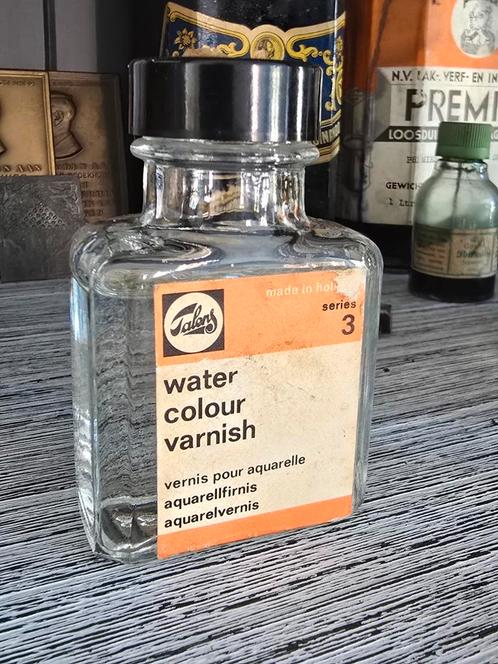 N.V. LAK-, VERF- EN IN
PREMI
LOOSDU
GEWICH
1 Ltr
Talens
made in hol
series
3
water
colour
varnish
vernis pour aquarelle
aquarellfirnis
aquarelvernis